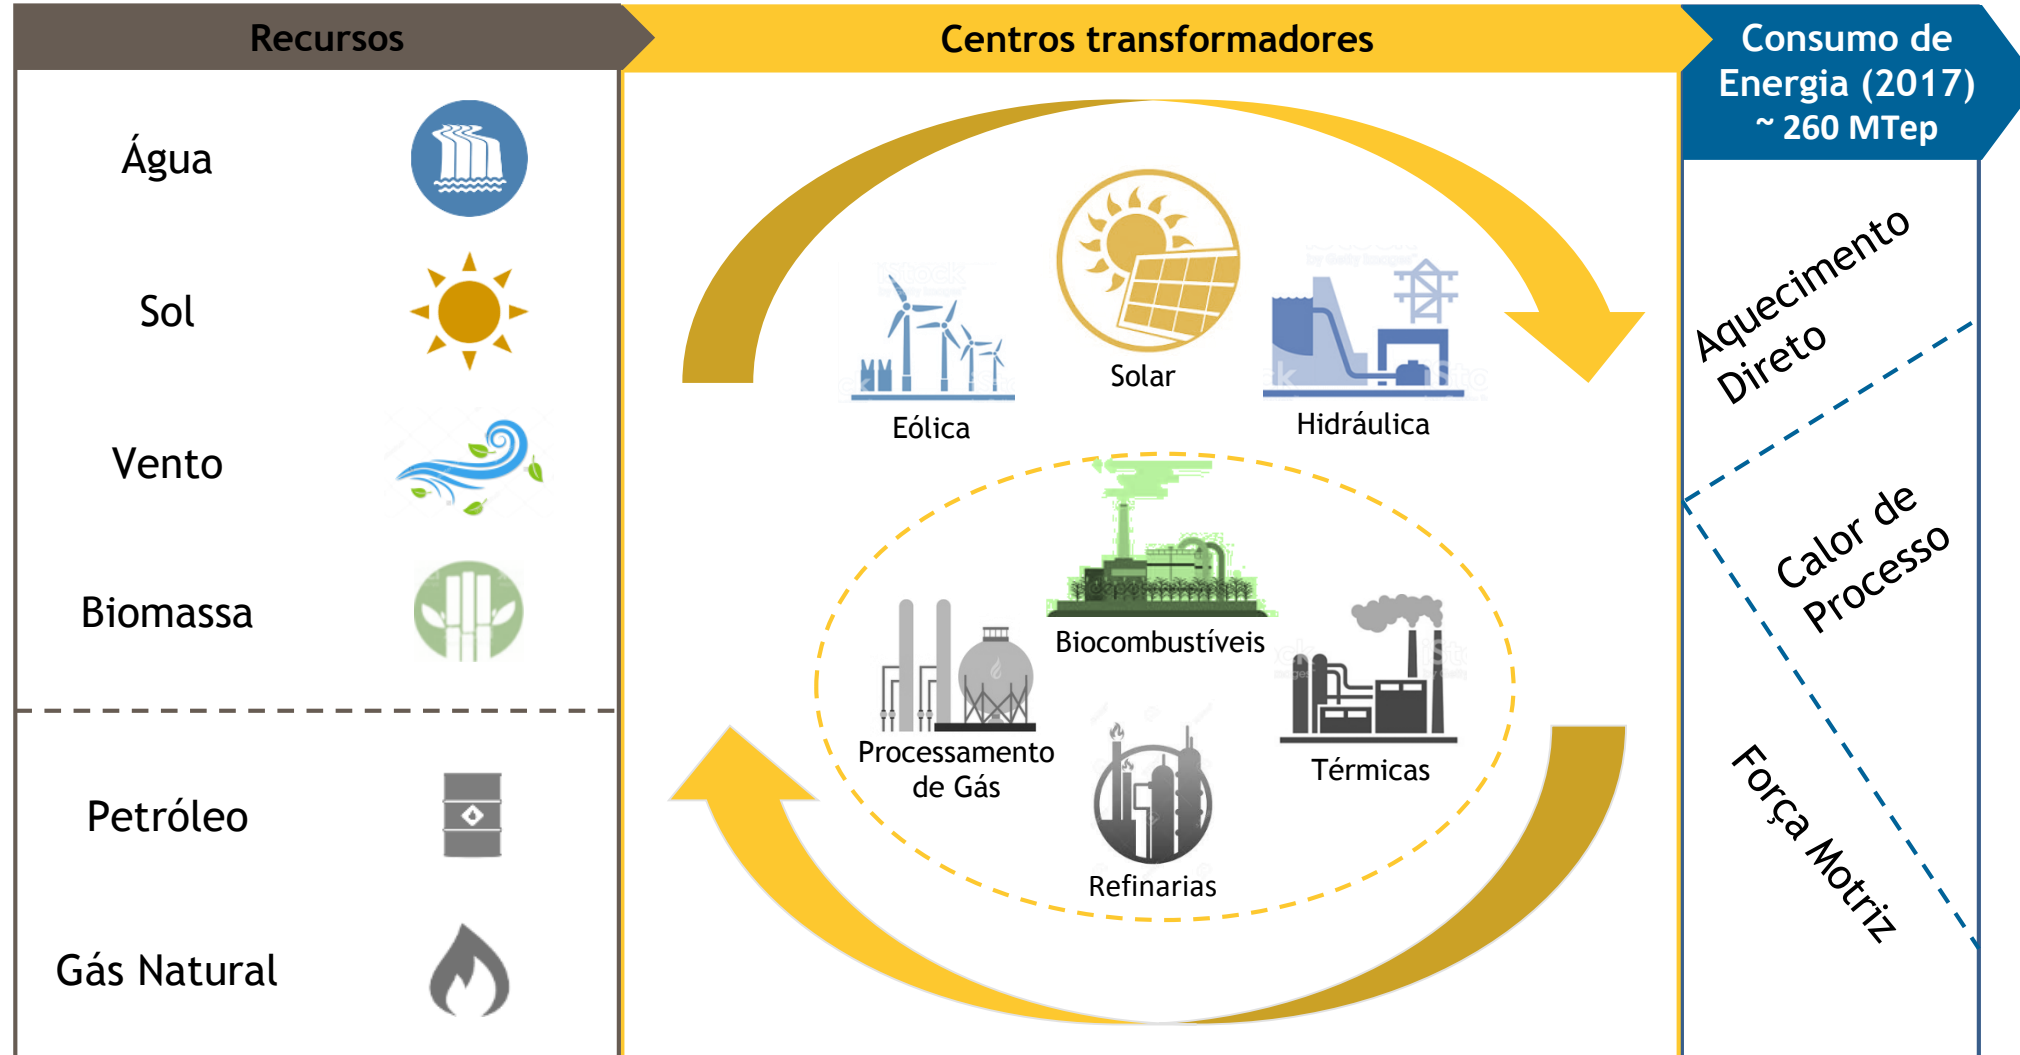 Recursos
Água
Sol
Vento
Biomassa
Petróleo
Gás Natural
Centros transformadores
Solar
Eólica
Hidráulica
Biocombustíveis
Processamento
de Gás
Térmicas
Refinarias
Consumo de
Energia (2017)
~ 260 MTep
Aquecimento
Direto
Calor de
Processo
Força Motriz